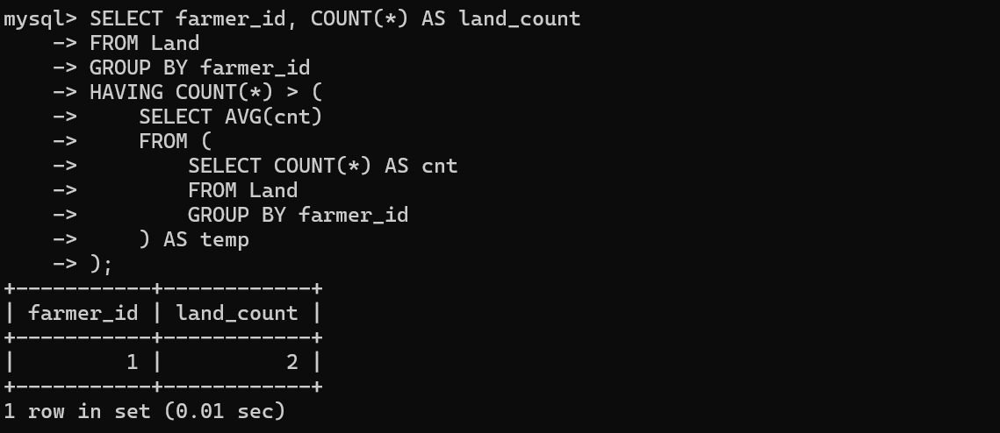 mysql> SELECT farmer_id, COUNT(*) AS land_count
    -> FROM Land
    -> GROUP BY farmer_id
    -> HAVING COUNT(*) > (
    ->     SELECT AVG(cnt)
    ->     FROM (
    ->         SELECT COUNT(*) AS cnt
    ->         FROM Land
    ->         GROUP BY farmer_id
    ->     ) AS temp
    -> );
+-----------+------------+
| farmer_id | land_count |
+-----------+------------+
|         1 |          2 |
+-----------+------------+
1 row in set (0.01 sec)